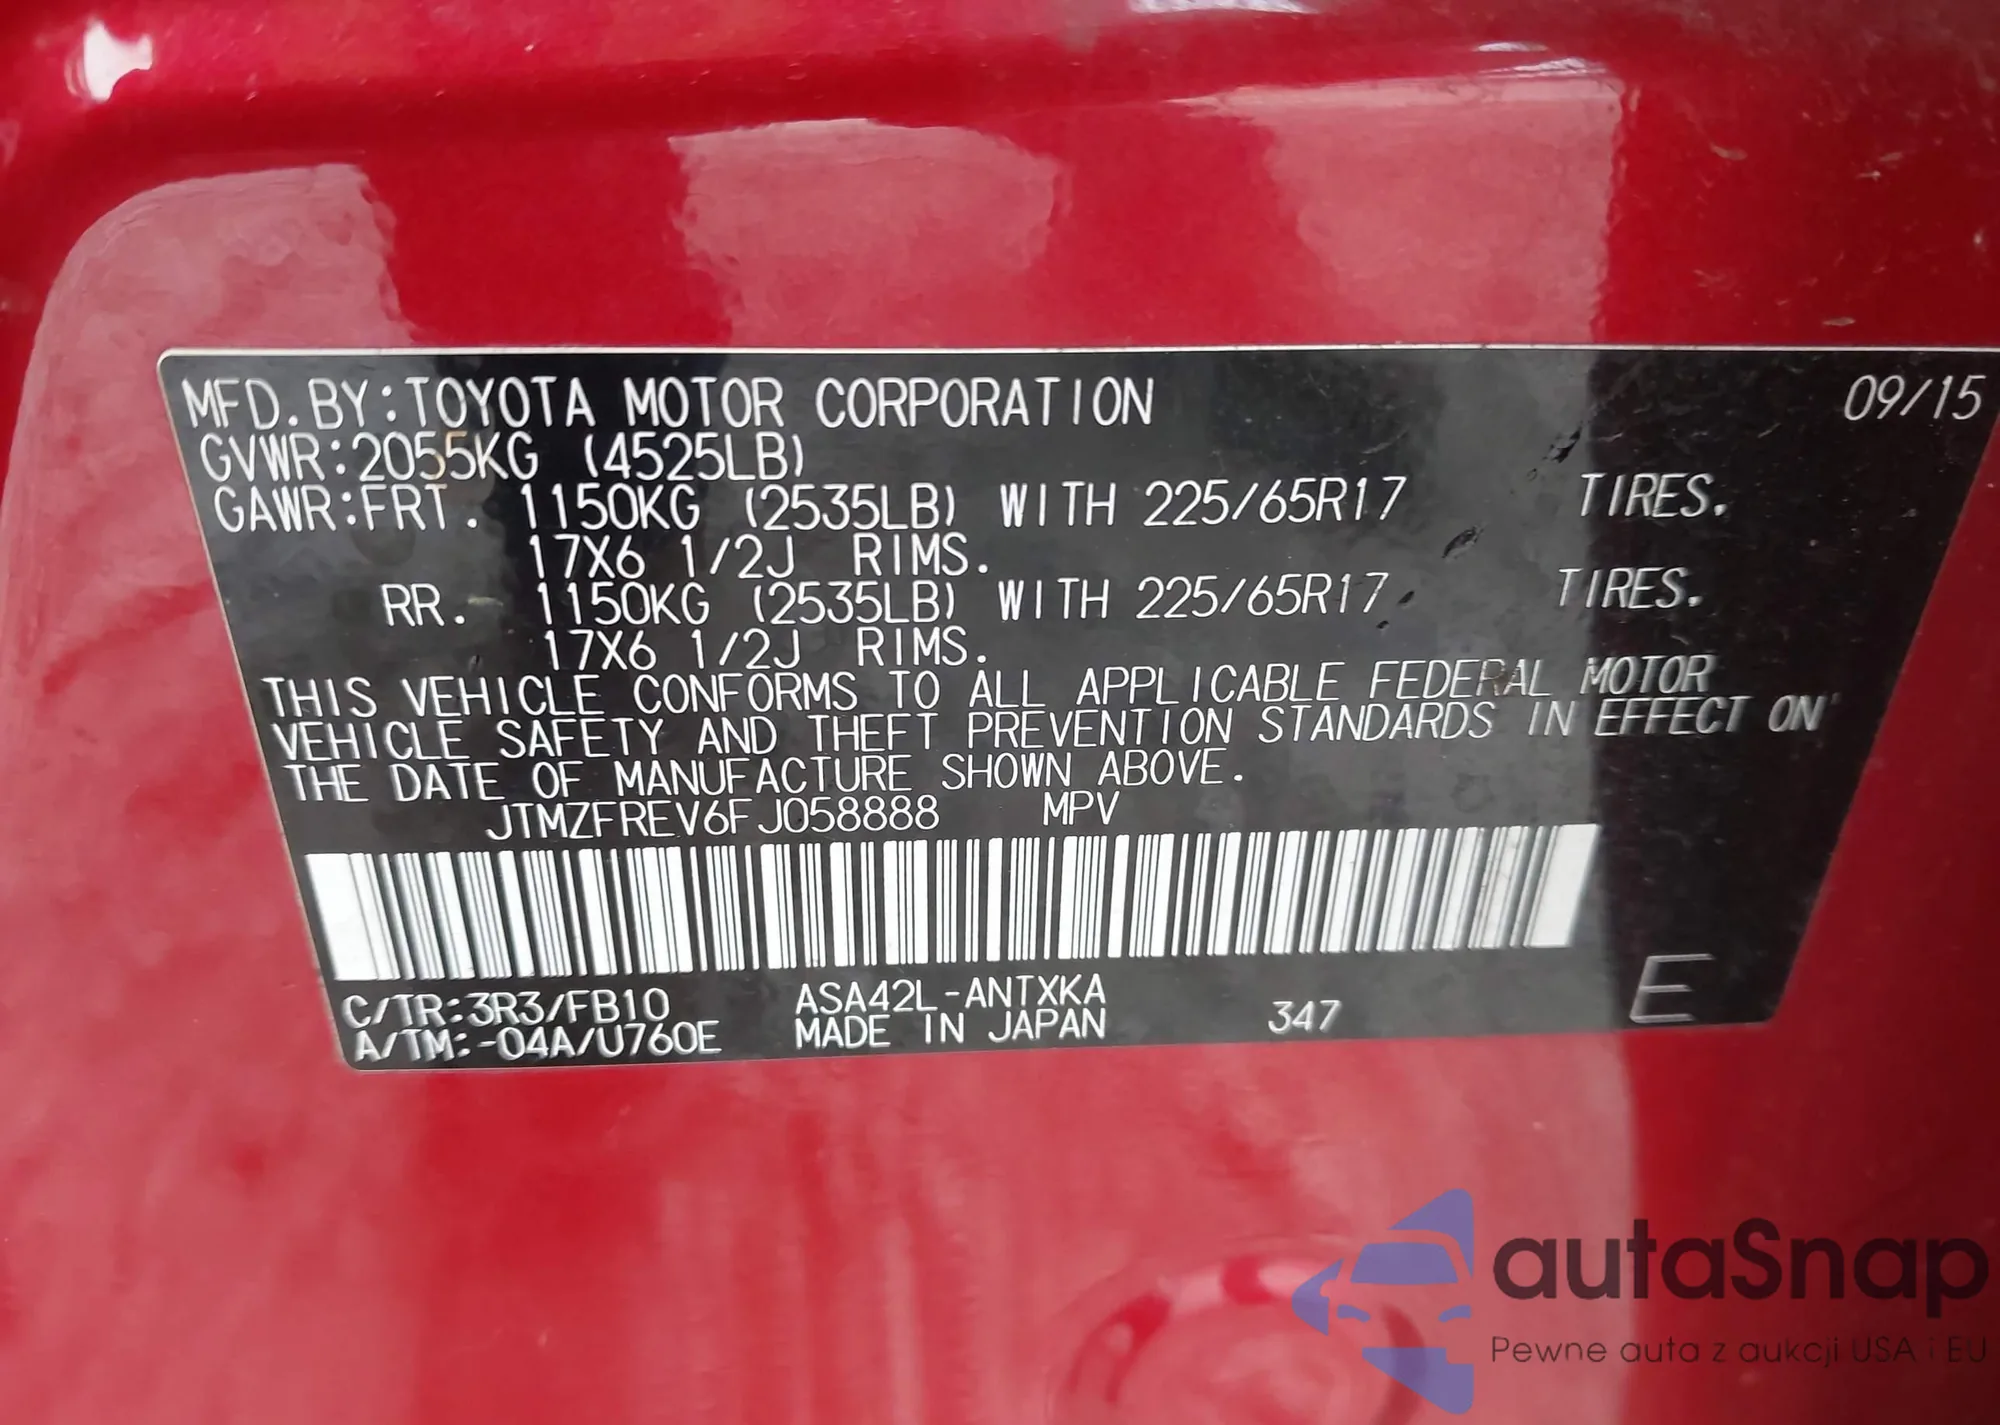 MFD. BY:TOYOTA MOTOR CORPORATION 09/15
GVWR:2055KG (4525LB)
GAWR:FRT. 1150KG (2535LB) WITH 225/65R17 TIRES.
17X6 1/2J RIMS.
RR. 1150KG (2535LB) WITH 225/65R17 TIRES.
17X6 1/2J RIMS.
THIS VEHICLE CONFORMS TO ALL APPLICABLE FEDERAL MOTOR
VEHICLE SAFETY AND THEFT PREVENTION STANDARDS IN EFFECT ON
THE DATE OF MANUFACTURE SHOWN ABOVE.
JTMZFREV6FJ058888 MPV
C/TR:3R3/FB10 ASA42L-ANTXKA 347 E
A/TM:-04A/U760E MADE IN JAPAN
autaSnap
Pewne auta z aukcji USA i EU